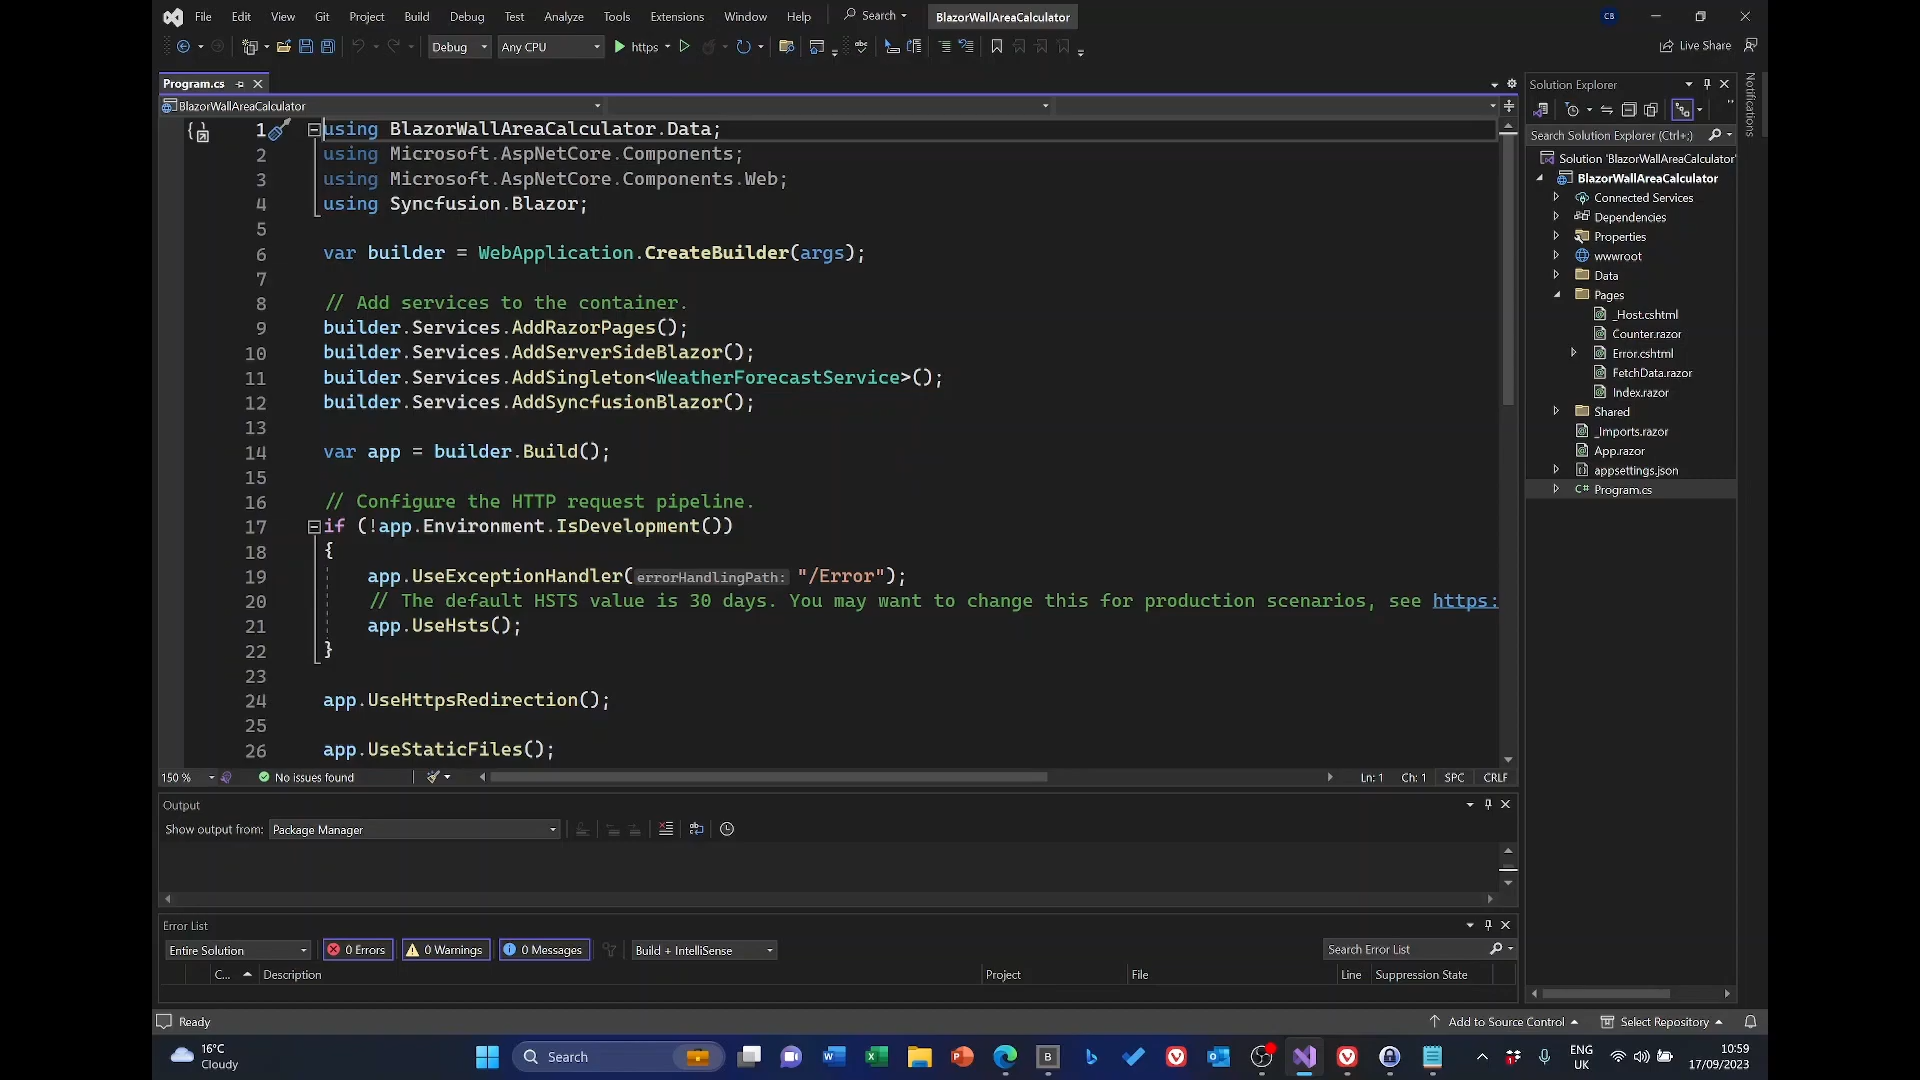 File Edit View Git Project Build Debug Test Analyze Tools Extensions Window Help Search BlazorWallAreaCalculator CB
Debug Any CPU https Live Share
Program.cs
BlazorWallAreaCalculator
1 using BlazorWallAreaCalculator.Data;
2 using Microsoft.AspNetCore.Components;
3 using Microsoft.AspNetCore.Components.Web;
4 using Syncfusion.Blazor;
5
6 var builder = WebApplication.CreateBuilder(args);
7
8 // Add services to the container.
9 builder.Services.AddRazorPages();
10 builder.Services.AddServerSideBlazor();
11 builder.Services.AddSingleton<WeatherForecastService>();
12 builder.Services.AddSyncfusionBlazor();
13
14 var app = builder.Build();
15
16 // Configure the HTTP request pipeline.
17 if (!app.Environment.IsDevelopment())
18 {
19 app.UseExceptionHandler(errorHandlingPath: "/Error");
20 // The default HSTS value is 30 days. You may want to change this for production scenarios, see https:
21 app.UseHsts();
22 }
23
24 app.UseHttpsRedirection();
25
26 app.UseStaticFiles();
150 % No issues found Ln: 1 Ch: 1 SPC CRLF
Output
Show output from: Package Manager
Error List
Entire Solution 0 Errors 0 Warnings 0 Messages Build + IntelliSense Search Error List
C... Description Project File Line Suppression State
Solution Explorer
Search Solution Explorer (Ctrl+;)
Solution 'BlazorWallAreaCalculator'
BlazorWallAreaCalculator
Connected Services
Dependencies
Properties
wwwroot
Data
Pages
_Host.cshtml
Counter.razor
Error.cshtml
FetchData.razor
Index.razor
Shared
_Imports.razor
App.razor
appsettings.json
C# Program.cs
Notifications
Ready Add to Source Control Select Repository
16°C
Cloudy
Search
ENG
UK
10:59
17/09/2023